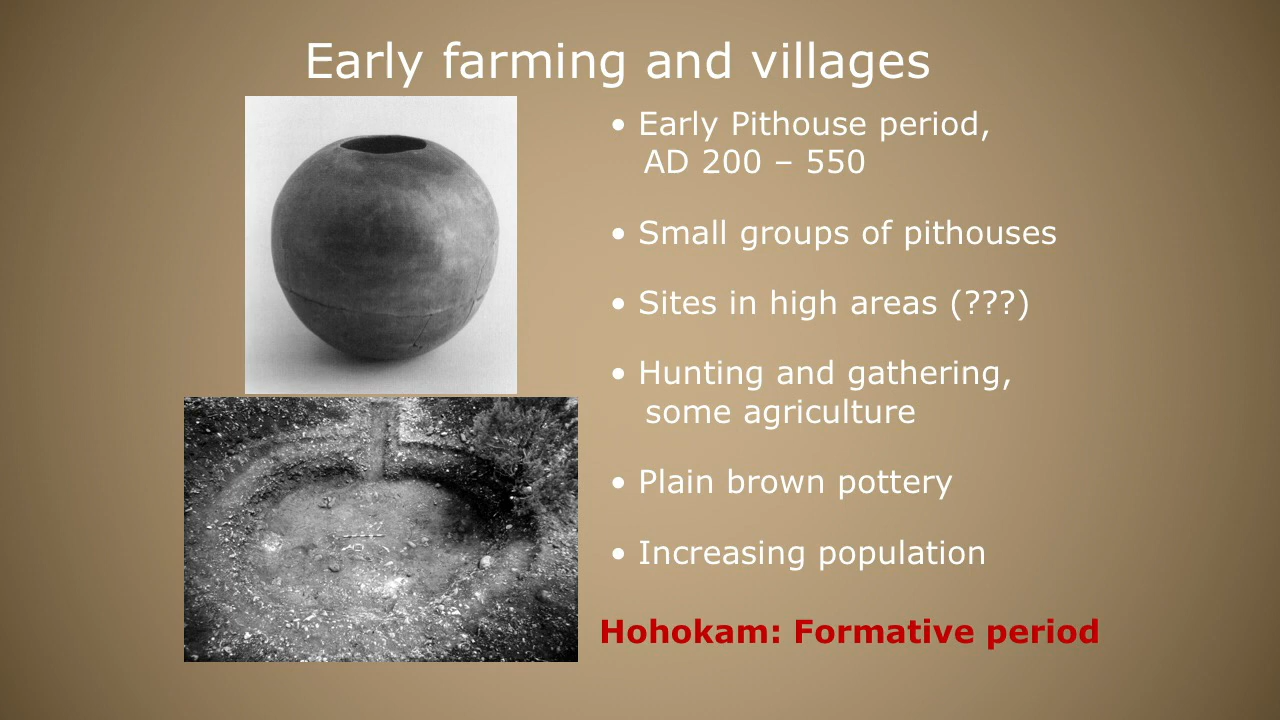 Early farming and villages
• Early Pithouse period,
AD 200 – 550
• Small groups of pithouses
• Sites in high areas (???)
• Hunting and gathering,
some agriculture
• Plain brown pottery
• Increasing population
Hohokam: Formative period